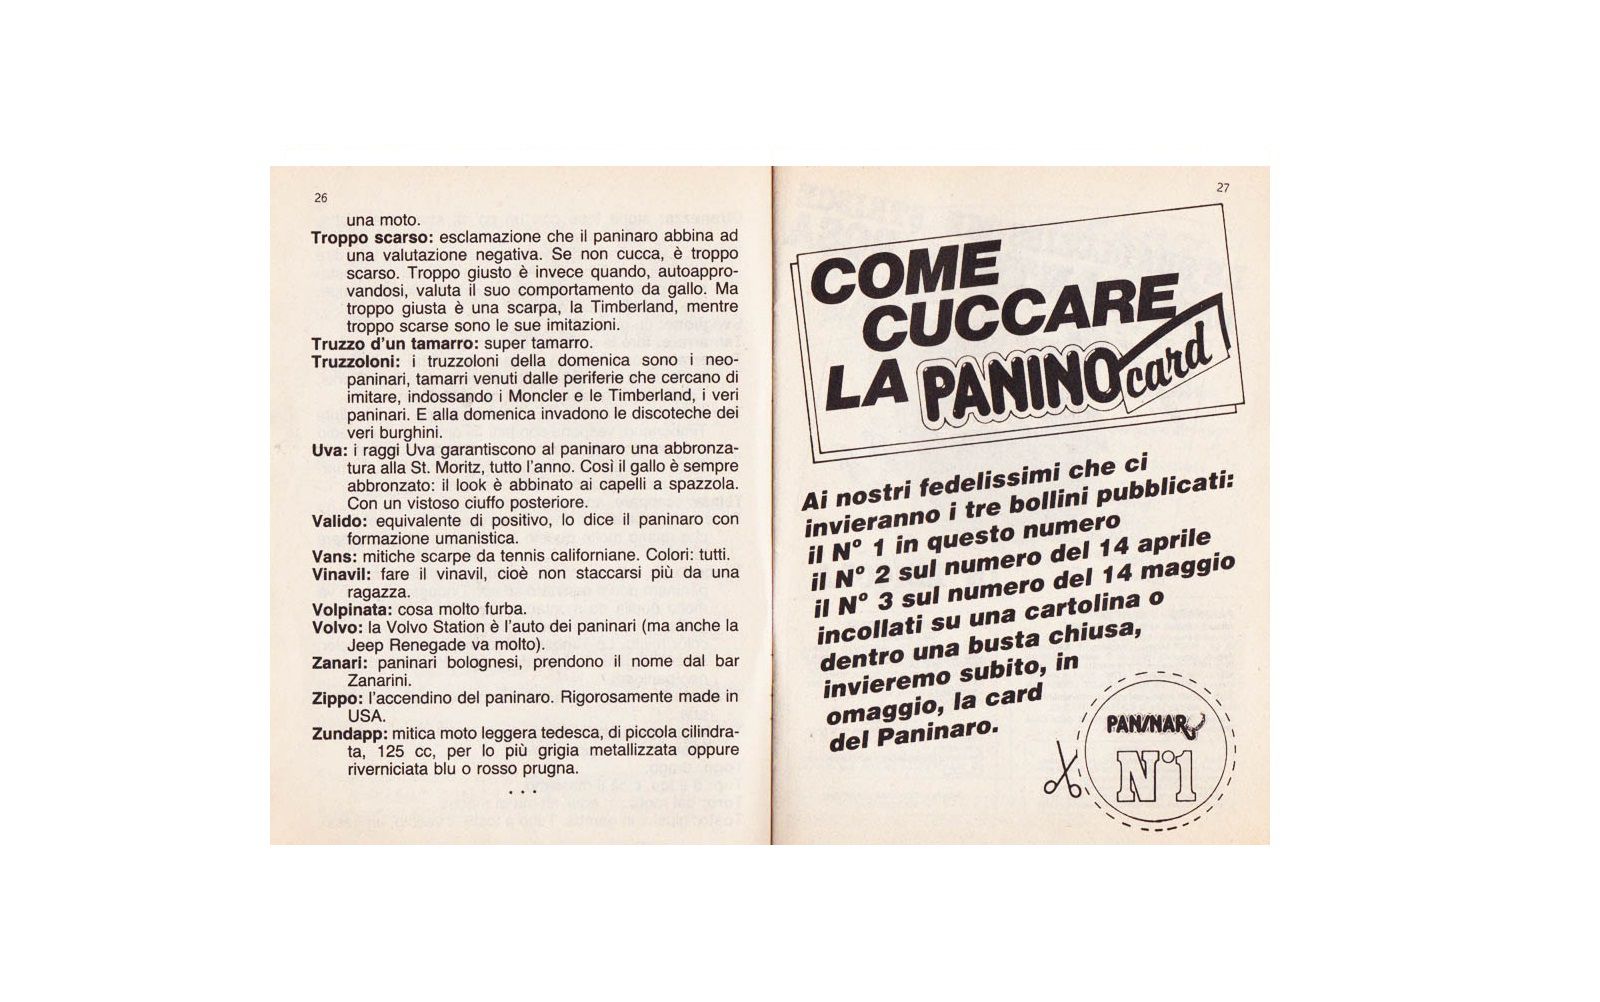 26
una moto.
Troppo scarso: esclamazione che il paninaro abbina ad
una valutazione negativa. Se non cucca, è troppo
scarso. Troppo giusto è invece quando, autoappro-
vandosi, valuta il suo comportamento da gallo. Ma
troppo giusta è una scarpa, la Timberland, mentre
troppo scarse sono le sue imitazioni.
Truzzo d'un tamarro: super tamarro.
Truzzoloni: i truzzoloni della domenica sono i neo-
paninari, tamarri venuti dalle periferie che cercano di
imitare, indossando i Moncler e le Timberland, i veri
paninari. E alla domenica invadono le discoteche dei
veri burghini.
Uva: i raggi Uva garantiscono al paninaro una abbronza-
tura alla St. Moritz, tutto l'anno. Così il gallo è sempre
abbronzato: il look è abbinato ai capelli a spazzola.
Con un vistoso ciuffo posteriore.
Valido: equivalente di positivo, lo dice il paninaro con
formazione umanistica.
Vans: mitiche scarpe da tennis californiane. Colori: tutti.
Vinavil: fare il vinavil, cioè non staccarsi più da una
ragazza.
Volpinata: cosa molto furba.
Volvo: la Volvo Station è l'auto dei paninari (ma anche la
Jeep Renegade va molto).
Zanari: paninari bolognesi, prendono il nome dal bar
Zanarini.
Zippo: l'accendino del paninaro. Rigorosamente made in
USA.
Zundapp: mitica moto leggera tedesca, di piccola cilindra-
ta, 125 cc, per lo più grigia metallizzata oppure
riverniciata blu o rosso prugna.
. . .
27
COME
CUCCARE
LA PANINO card
Ai nostri fedelissimi che ci
invieranno i tre bollini pubblicati:
il N° 1 in questo numero
il N° 2 sul numero del 14 aprile
il N° 3 sul numero del 14 maggio
incollati su una cartolina o
dentro una busta chiusa,
invieremo subito, in
omaggio, la card
del Paninaro.
PANINARO
N°1